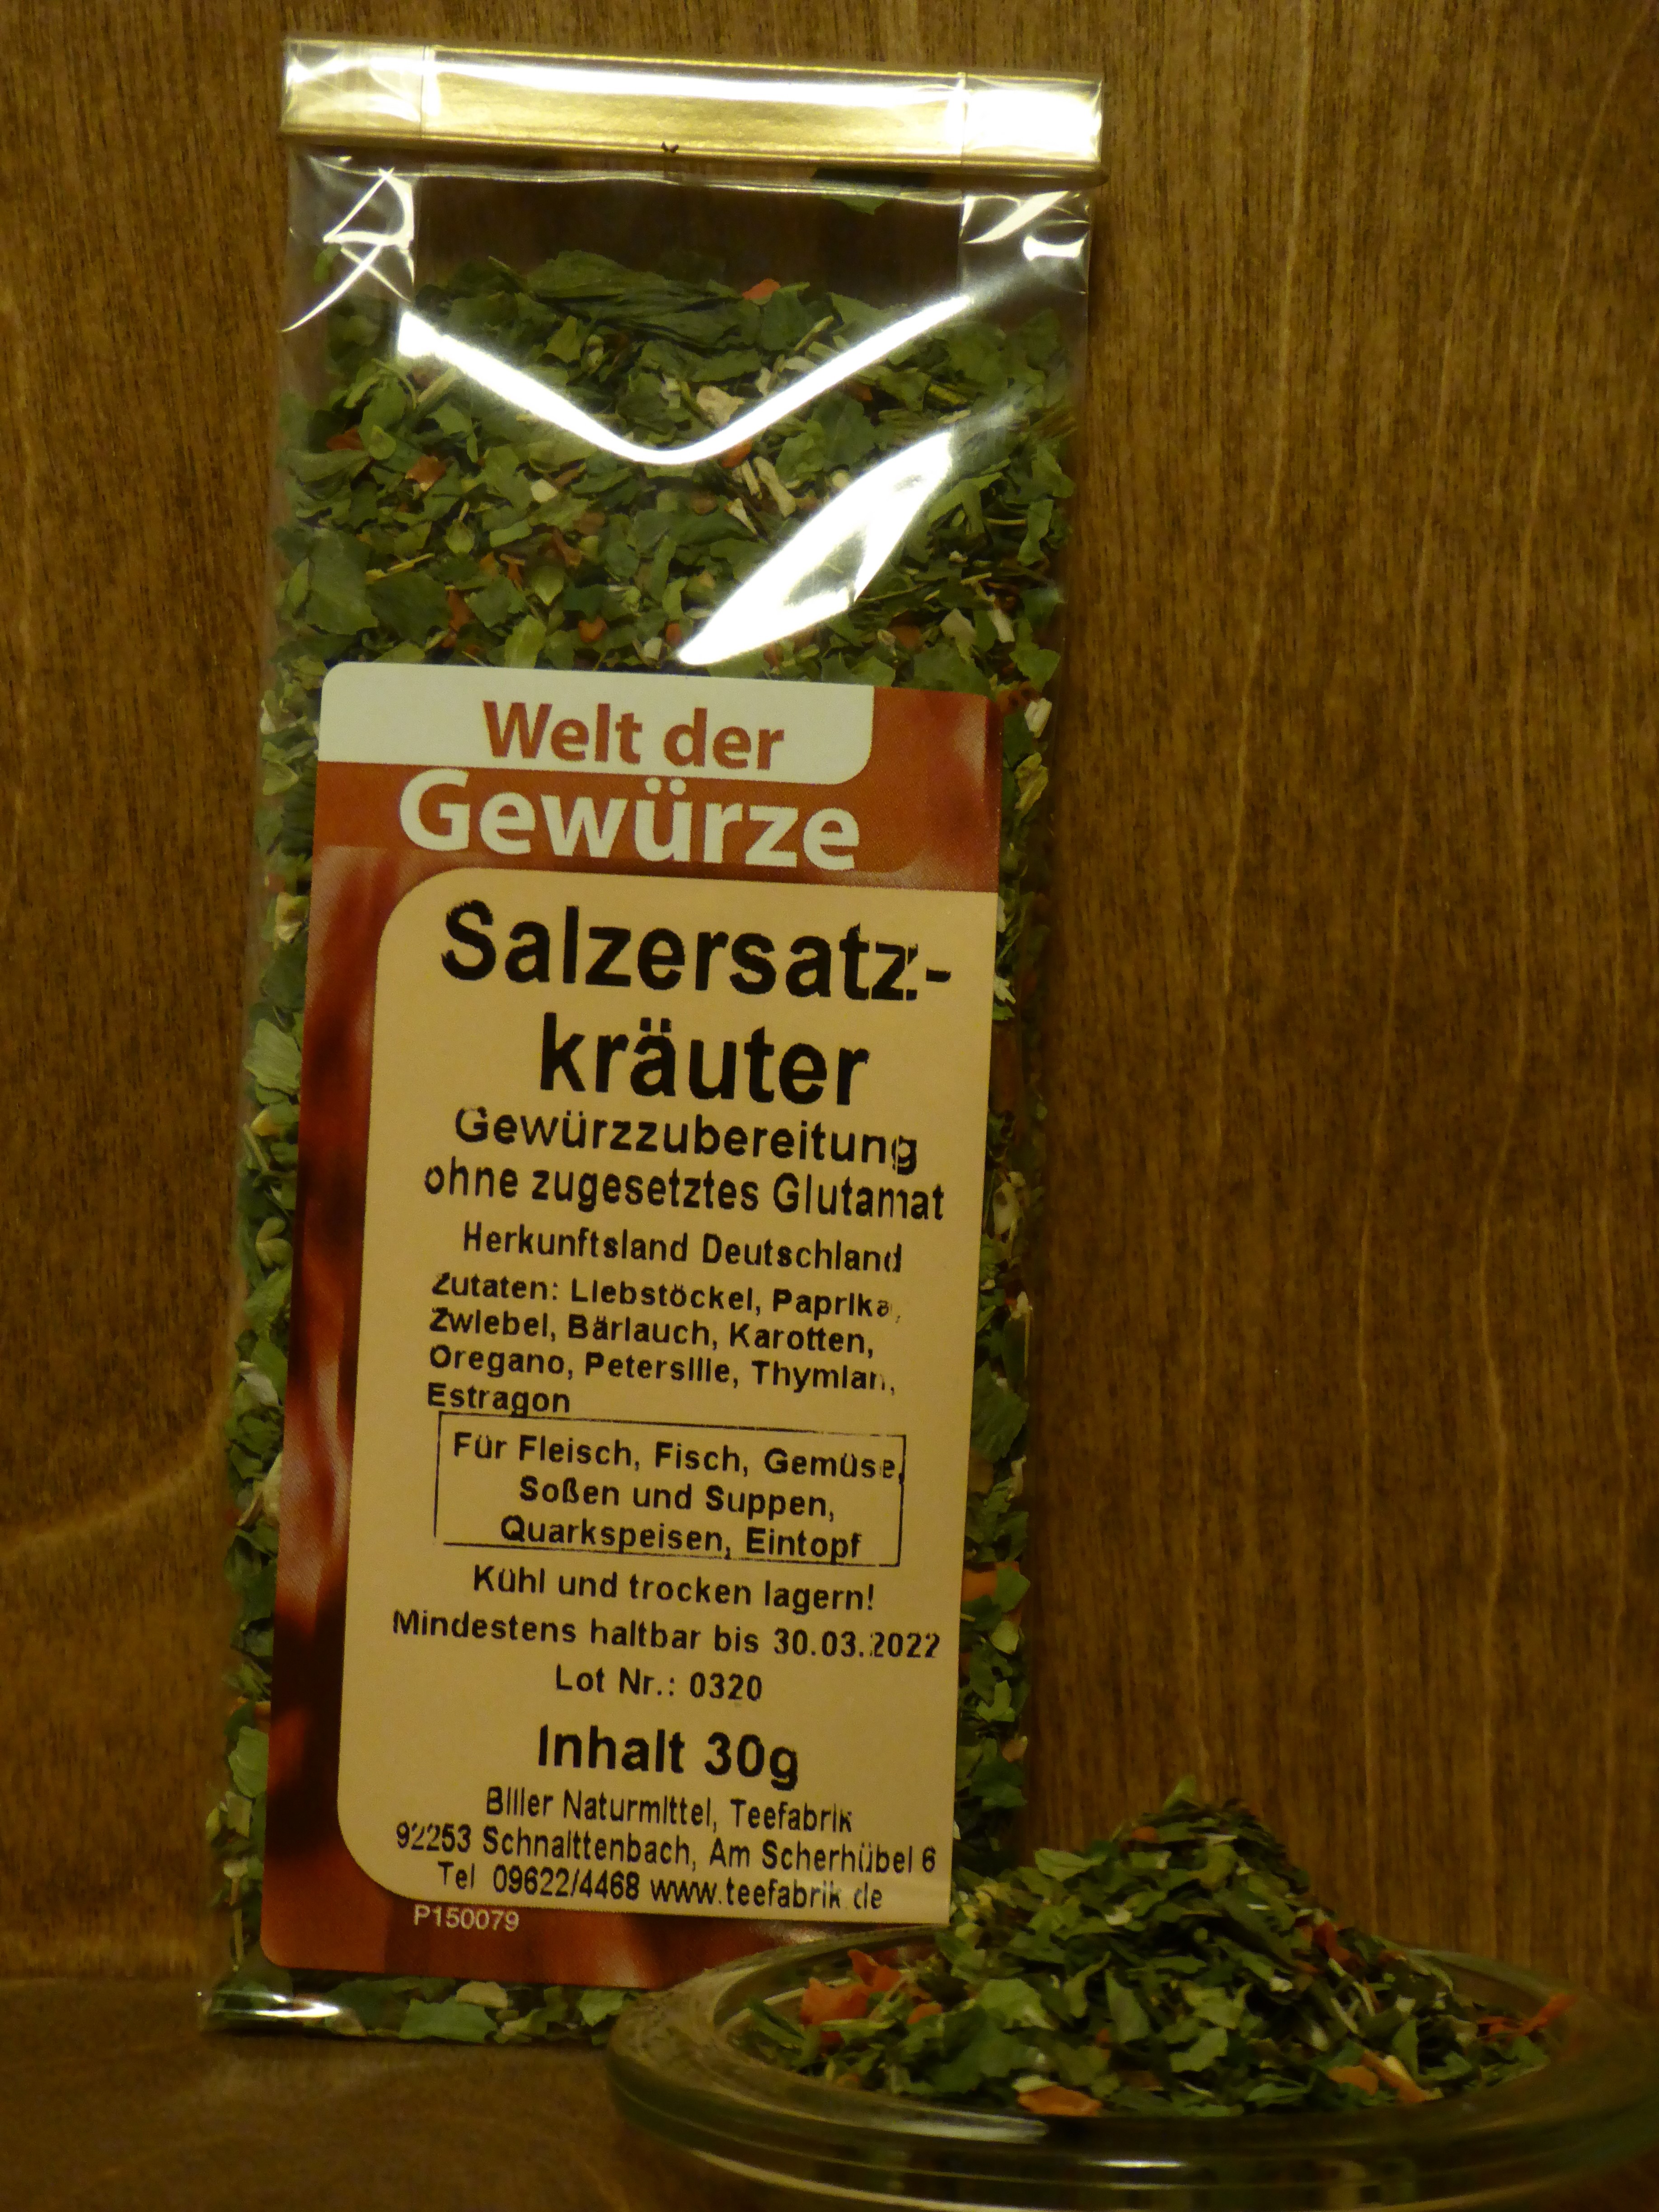 Welt der
Gewürze
Salzersatz-
kräuter
Gewürzzubereitung
ohne zugesetztes Glutamat
Herkunftsland Deutschland
Zutaten: Liebstöckel, Paprika,
Zwiebel, Bärlauch, Karotten,
Oregano, Petersilie, Thymian,
Estragon
Für Fleisch, Fisch, Gemüse,
Soßen und Suppen,
Quarkspeisen, Eintopf
Kühl und trocken lagern!
Mindestens haltbar bis 30.03.2022
Lot Nr.: 0320
Inhalt 30g
Biller Naturmittel, Teefabrik
92253 Schnaittenbach, Am Scherhübel 6
Tel 09622/4468 www.teefabrik.de
P150079